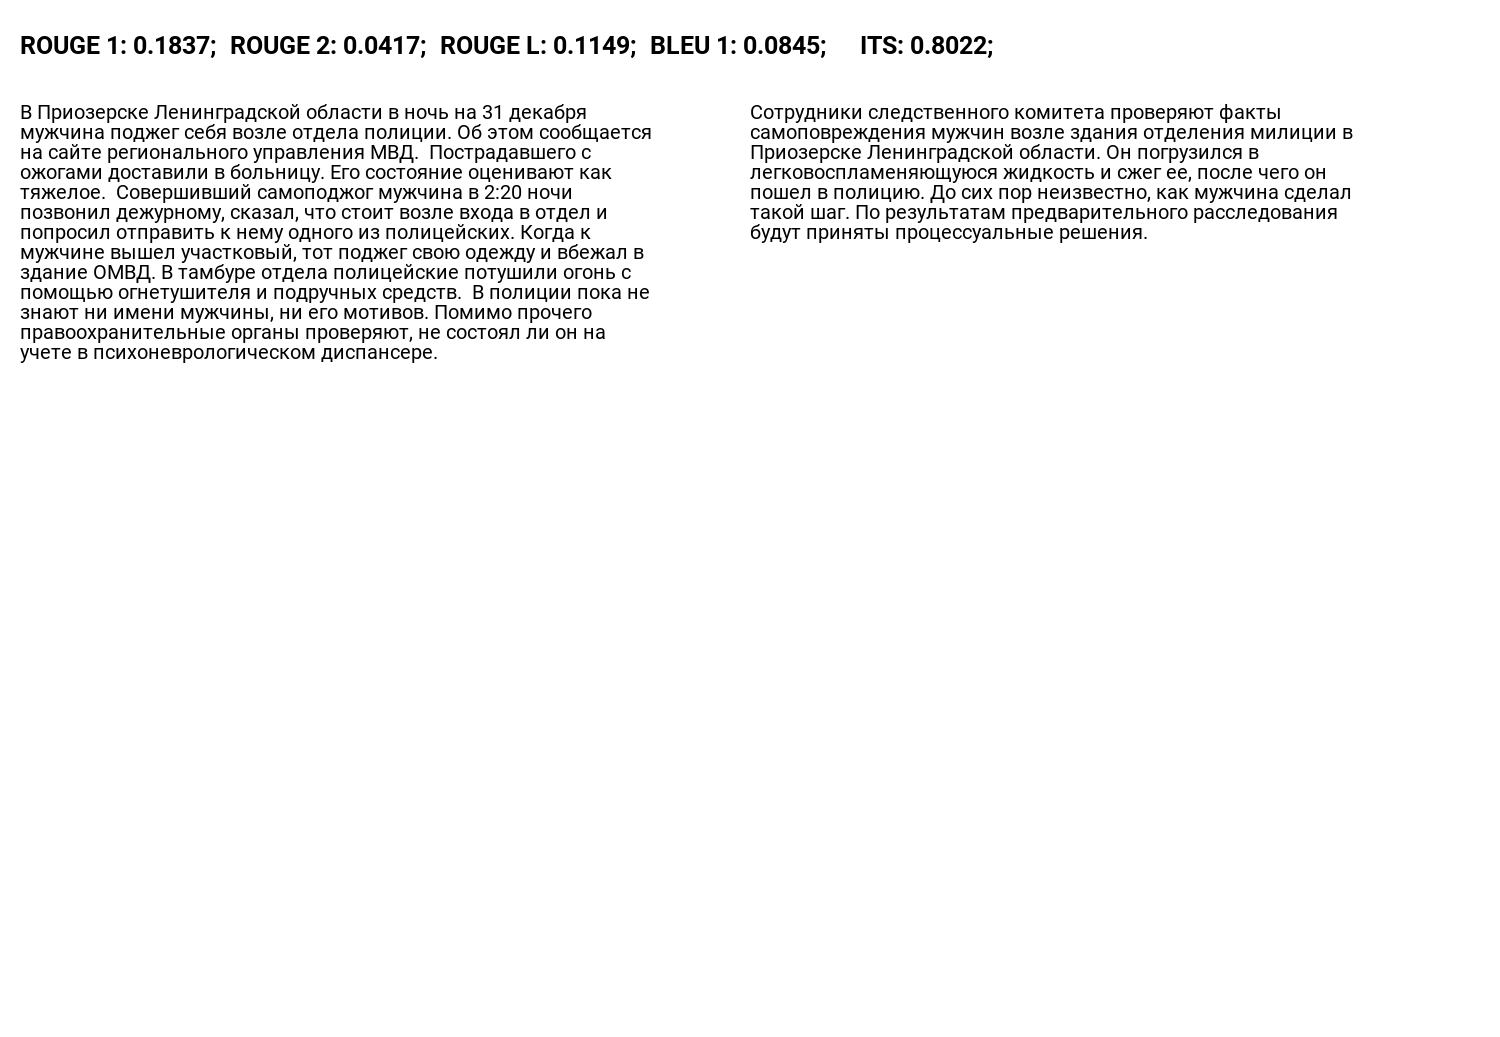 ROUGE 1: 0.1837; ROUGE 2: 0.0417; ROUGE L: 0.1149; BLEU 1: 0.0845; ITS: 0.8022;
В Приозерске Ленинградской области в ночь на 31 декабря
мужчина поджег себя возле отдела полиции. Об этом сообщается
на сайте регионального управления МВД.  Пострадавшего с
ожогами доставили в больницу. Его состояние оценивают как
тяжелое.  Совершивший самоподжог мужчина в 2:20 ночи
позвонил дежурному, сказал, что стоит возле входа в отдел и
попросил отправить к нему одного из полицейских. Когда к
мужчине вышел участковый, тот поджег свою одежду и вбежал в
здание ОМВД. В тамбуре отдела полицейские потушили огонь с
помощью огнетушителя и подручных средств.  В полиции пока не
знают ни имени мужчины, ни его мотивов. Помимо прочего
правоохранительные органы проверяют, не состоял ли он на
учете в психоневрологическом диспансере.
Сотрудники следственного комитета проверяют факты
самоповреждения мужчин возле здания отделения милиции в
Приозерске Ленинградской области. Он погрузился в
легковоспламеняющуюся жидкость и сжег ее, после чего он
пошел в полицию. До сих пор неизвестно, как мужчина сделал
такой шаг. По результатам предварительного расследования
будут приняты процессуальные решения.